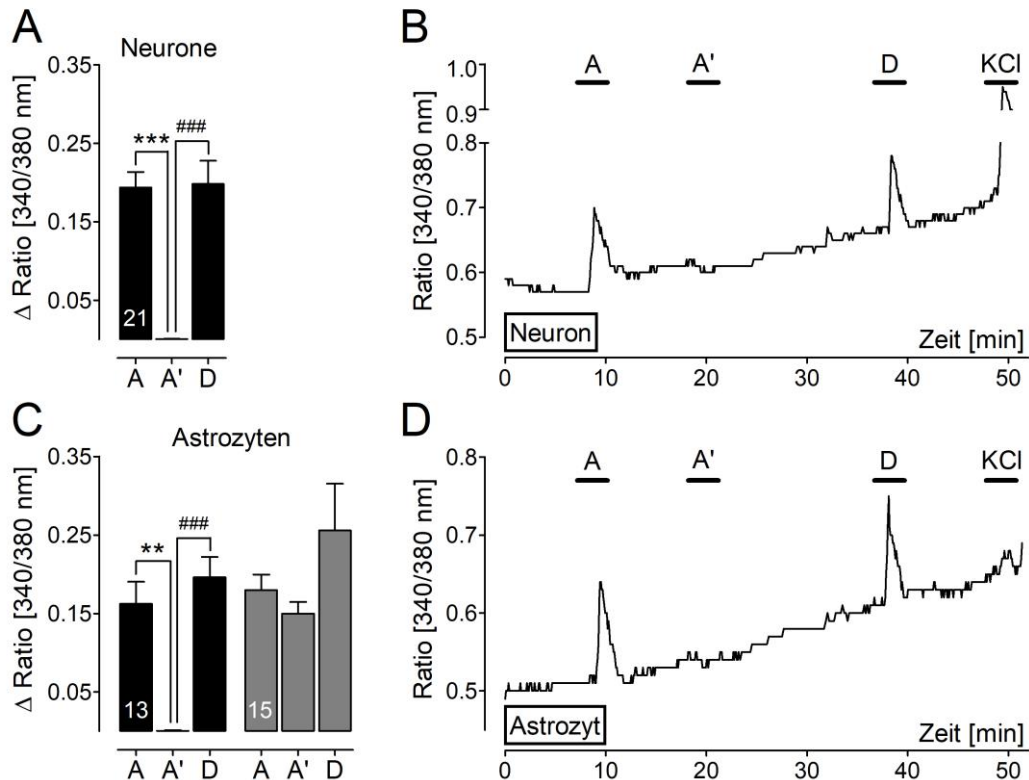 A
Neurone
Δ Ratio [340/380 nm]
0.35
0.25
0.15
0.05
***
###
21
A A' D
B
A A' D KCl
Ratio [340/380 nm]
1.0
0.9
0.8
0.7
0.6
0.5
Neuron
Zeit [min]
0 10 20 30 40 50
C
Astrozyten
Δ Ratio [340/380 nm]
0.35
0.25
0.15
0.05
**
###
13 15
A A' D A A' D
D
A A' D KCl
Ratio [340/380 nm]
0.8
0.7
0.6
0.5
Astrozyt
Zeit [min]
0 10 20 30 40 50